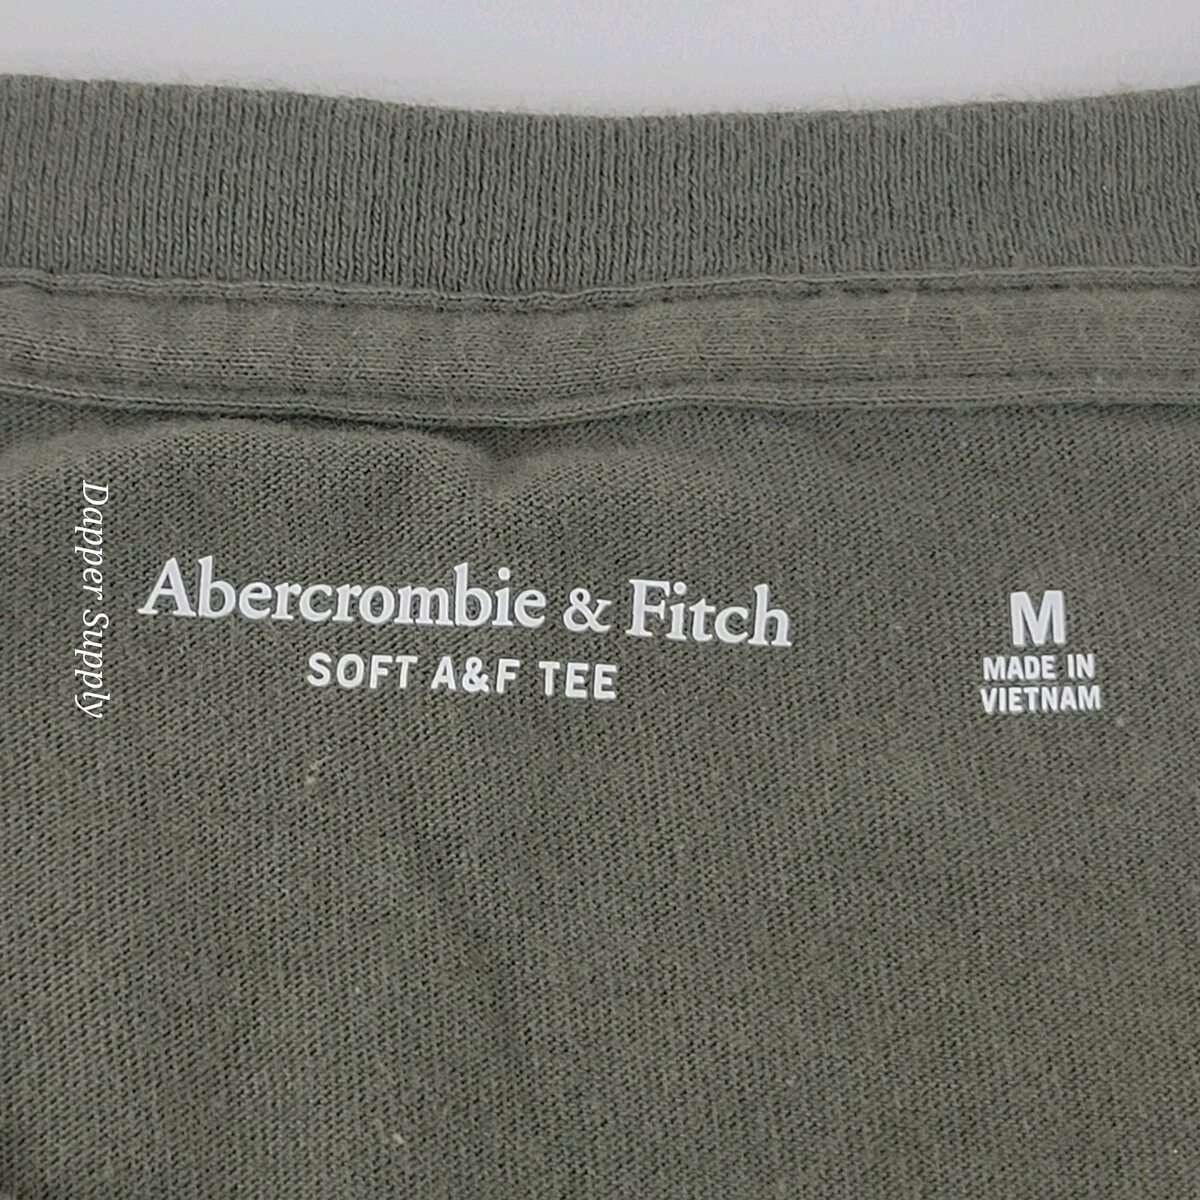 Abercrombie & Fitch
SOFT A&F TEE
M
MADE IN
VIETNAM
Dapper Supply